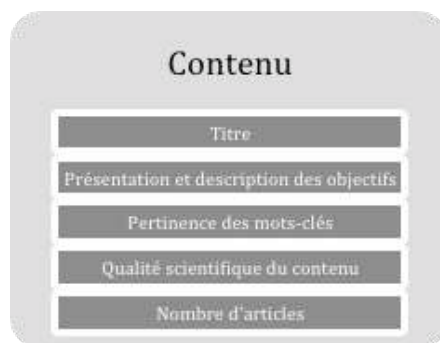 Contenu
Titre
Présentation et description des objectifs
Pertinence des mots-clés
Qualité scientifique du contenu
Nombre d'articles